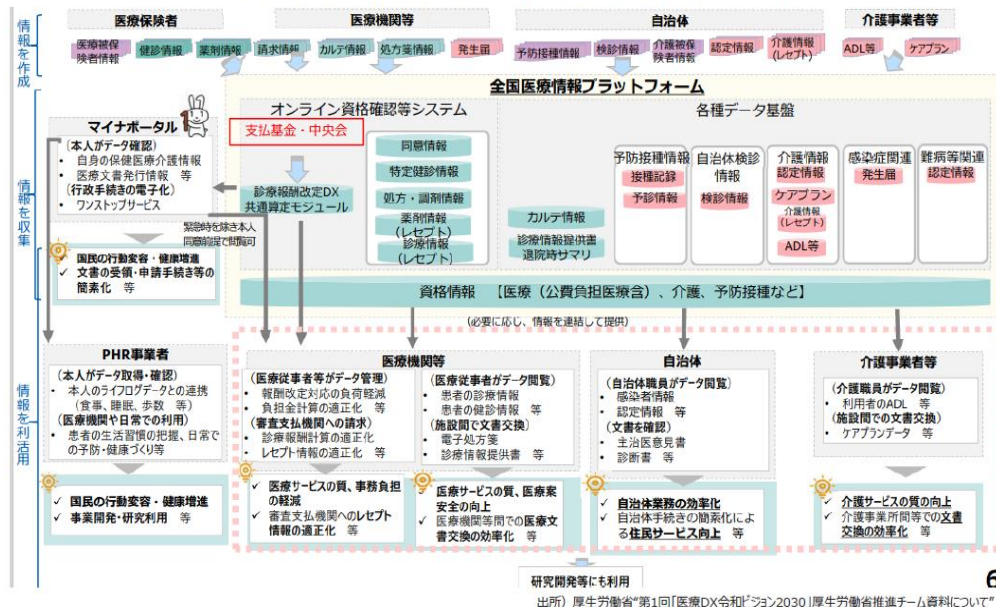 情報を作成
医療保険者
医療機関等
自治体
介護事業者等
医療被保険者情報
健診情報
薬剤情報
請求情報
カルテ情報
処方箋情報
発生届
予防接種情報
検診情報
介護被保険者情報
認定情報
介護情報
(レセプト)
ADL等
ケアプラン
情報を収集
全国医療情報プラットフォーム
オンライン資格確認等システム
支払基金・中央会
診療報酬改定DX
共通算定モジュール
同意情報
特定健診情報
処方・調剤情報
薬剤情報
(レセプト)
診療情報
(レセプト)
各種データ基盤
カルテ情報
診療情報提供書
退院時サマリ
予防接種情報
接種記録
予診情報
自治体検診
情報
検診情報
介護情報
認定情報
ケアプラン
介護情報
(レセプト)
ADL等
感染症関連
発生届
難病等関連
認定情報
資格情報 【医療(公費負担医療含)、介護、予防接種など】
(必要に応じ、情報を連結して提供)
マイナポータル
(本人がデータ確認)
• 自身の保健医療介護情報
• 医療文書発行情報 等
(行政手続きの電子化)
• ワンストップサービス
緊急時を除き本人
同意前提で閲覧可
✓ 国民の行動変容・健康増進
✓ 文書の受領・申請手続き等の
簡素化 等
情報を利活用
PHR事業者
(本人がデータ取得・確認)
• 本人のライフログデータとの連携
(食事、睡眠、歩数 等)
(医療機関や日常での利用)
• 患者の生活習慣の把握、日常で
の予防・健康づくり等
✓ 国民の行動変容・健康増進
✓ 事業開発・研究利用 等
医療機関等
(医療従事者等がデータ管理)
• 報酬改定対応の負荷軽減
• 負担金計算の適正化 等
(審査支払機関への請求)
• 診療報酬計算の適正化
• レセプト情報の適正化 等
✓ 医療サービスの質、事務負担
の軽減
✓ 審査支払機関へのレセプト
情報の適正化 等
(医療従事者がデータ閲覧)
• 患者の診療情報
• 患者の健診情報 等
(施設間で文書交換)
• 電子処方箋
• 診療情報提供書 等
✓ 医療サービスの質、医療案
安全の向上
✓ 医療機関等間での医療文
書交換の効率化 等
自治体
(自治体職員がデータ閲覧)
• 感染者情報
• 認定情報 等
(文書を確認)
• 主治医意見書
• 診断書 等
✓ 自治体業務の効率化
✓ 自治体手続きの簡素化によ
る住民サービス向上 等
介護事業者等
(介護職員がデータ閲覧)
• 利用者のADL 等
(施設間での文書交換)
• ケアプランデータ 等
✓ 介護サービスの質の向上
✓ 介護事業所間等での文書
交換の効率化 等
研究開発等にも利用
6
出所)厚生労働省“第1回「医療DX令和ビジョン2030」厚生労働省推進チーム資料について”